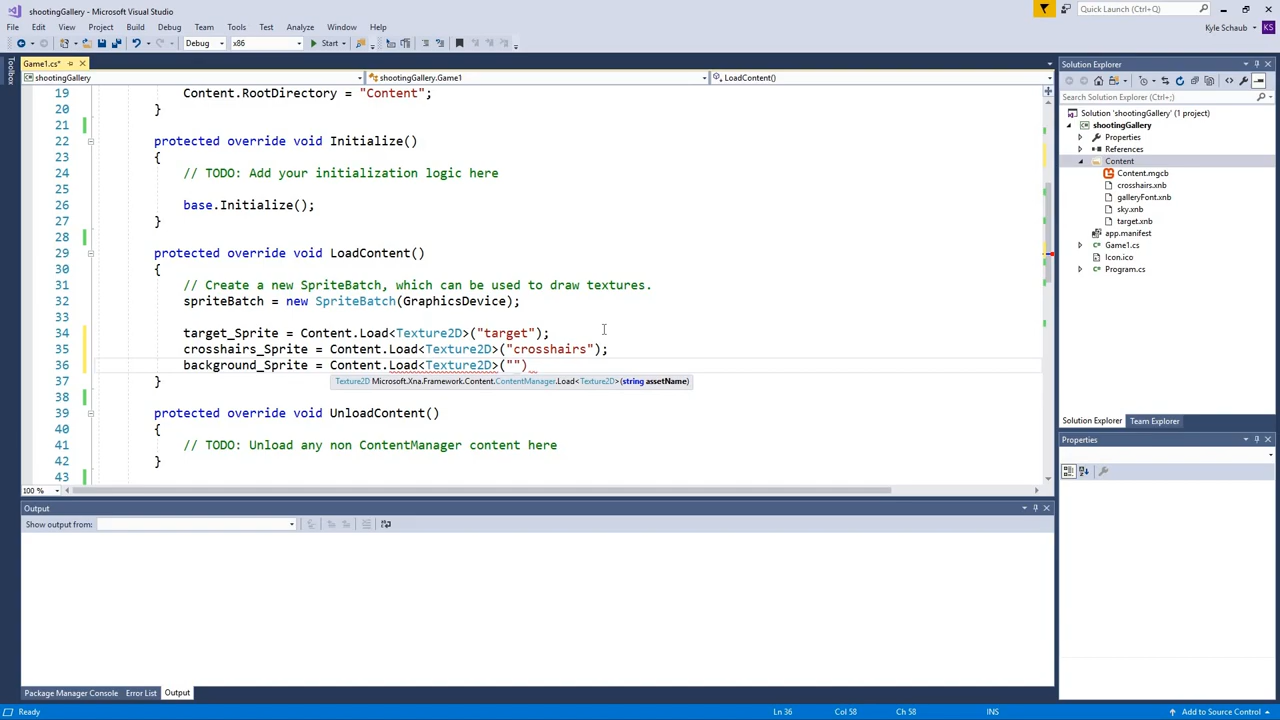 shootingGallery - Microsoft Visual Studio
Quick Launch (Ctrl+Q)
File Edit View Project Build Debug Team Tools Test Analyze Window Help
Kyle Schaub KS
Debug x86 Start
Toolbox
Game1.cs*
shootingGallery shootingGallery.Game1 LoadContent()
19 Content.RootDirectory = "Content";
20 }
21
22 protected override void Initialize()
23 {
24 // TODO: Add your initialization logic here
25
26 base.Initialize();
27 }
28
29 protected override void LoadContent()
30 {
31 // Create a new SpriteBatch, which can be used to draw textures.
32 spriteBatch = new SpriteBatch(GraphicsDevice);
33
34 target_Sprite = Content.Load<Texture2D>("target");
35 crosshairs_Sprite = Content.Load<Texture2D>("crosshairs");
36 background_Sprite = Content.Load<Texture2D>("")
Texture2D Microsoft.Xna.Framework.Content.ContentManager.Load<Texture2D>(string assetName)
37 }
38
39 protected override void UnloadContent()
40 {
41 // TODO: Unload any non ContentManager content here
42 }
43
100 %
Solution Explorer
Search Solution Explorer (Ctrl+;)
Solution 'shootingGallery' (1 project)
shootingGallery
Properties
References
Content
Content.mgcb
crosshairs.xnb
galleryFont.xnb
sky.xnb
target.xnb
app.manifest
Game1.cs
Icon.ico
Program.cs
Solution Explorer Team Explorer
Properties
Output
Show output from:
Package Manager Console Error List Output
Ready Ln 36 Col 58 Ch 58 INS Add to Source Control